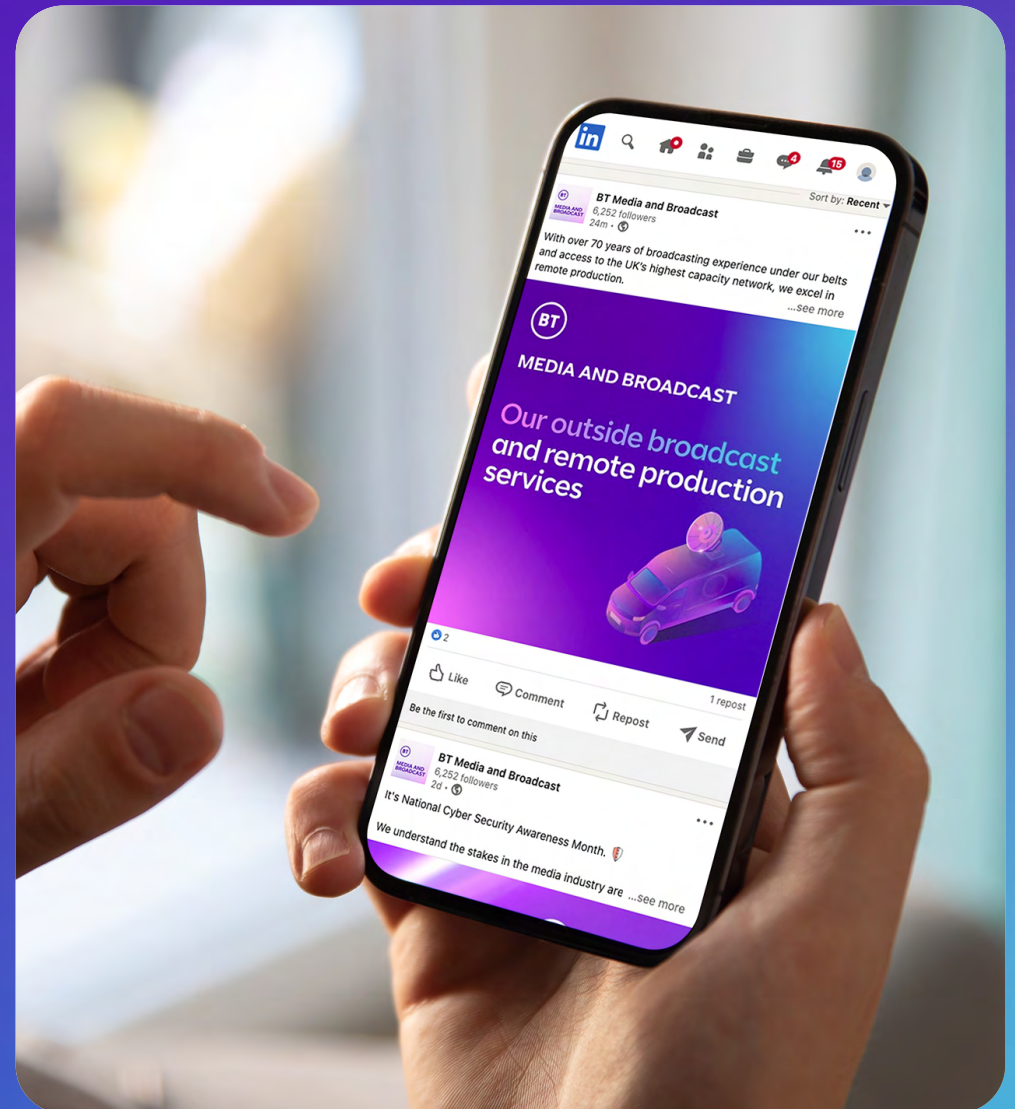 in
4
15
Sort by: Recent
BT
MEDIA AND
BROADCAST
BT Media and Broadcast
6,252 followers
24m •
With over 70 years of broadcasting experience under our belts
and access to the UK's highest capacity network, we excel in
remote production.
...see more
BT
MEDIA AND BROADCAST
Our outside broadcast
and remote production
services
2
1 repost
Like
Comment
Repost
Send
Be the first to comment on this
BT
MEDIA AND
BROADCAST
BT Media and Broadcast
6,252 followers
2d •
It's National Cyber Security Awareness Month.
We understand the stakes in the media industry are
...see more